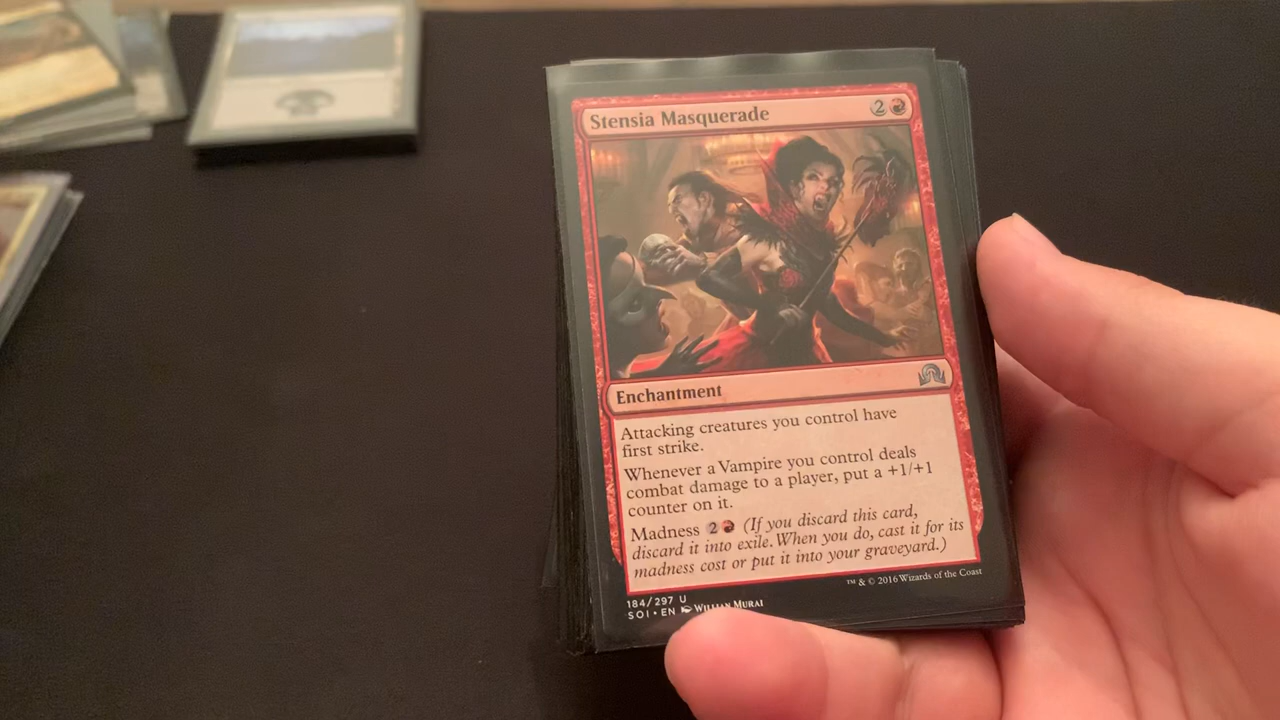 Stensia Masquerade 2
Enchantment
Attacking creatures you control have
first strike.
Whenever a Vampire you control deals
combat damage to a player, put a +1/+1
counter on it.
Madness 2 (If you discard this card,
discard it into exile. When you do, cast it for its
madness cost or put it into your graveyard.)
™ & © 2016 Wizards of the Coast
184/297 U
SOI • EN Willian Murai